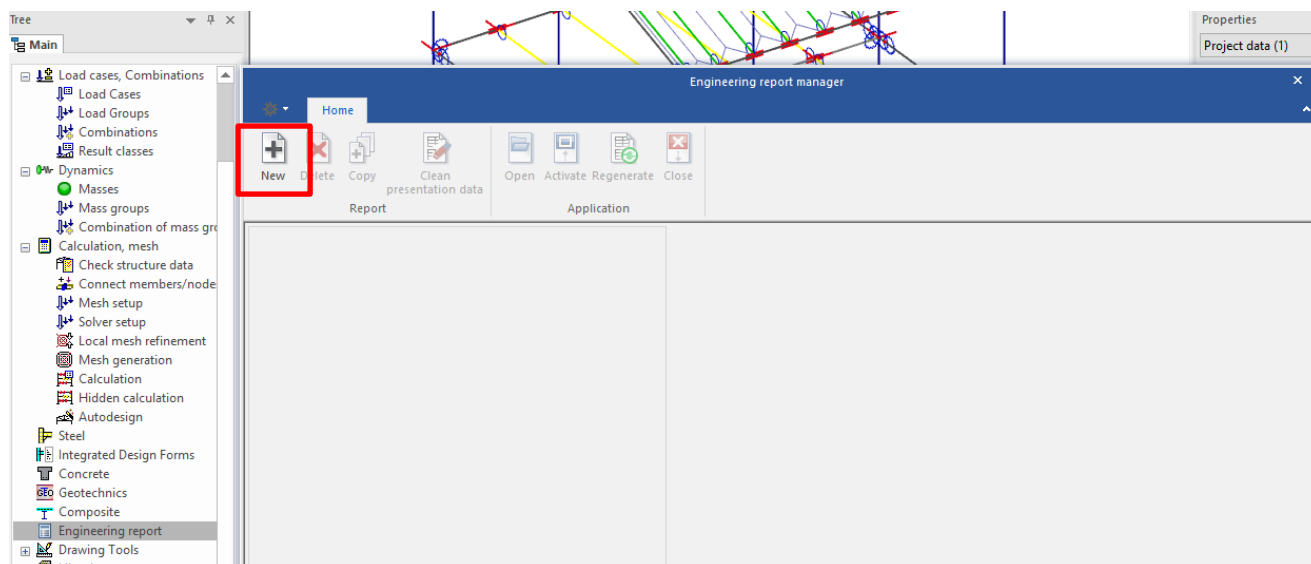 Tree
Main
Load cases, Combinations
Load Cases
Load Groups
Combinations
Result classes
Dynamics
Masses
Mass groups
Combination of mass gro
Calculation, mesh
Check structure data
Connect members/node
Mesh setup
Solver setup
Local mesh refinement
Mesh generation
Calculation
Hidden calculation
Autodesign
Steel
Integrated Design Forms
Concrete
GEO Geotechnics
Composite
Engineering report
Drawing Tools
Engineering report manager
Home
New Delete Copy Clean presentation data
Open Activate Regenerate Close
Report
Application
Properties
Project data (1)